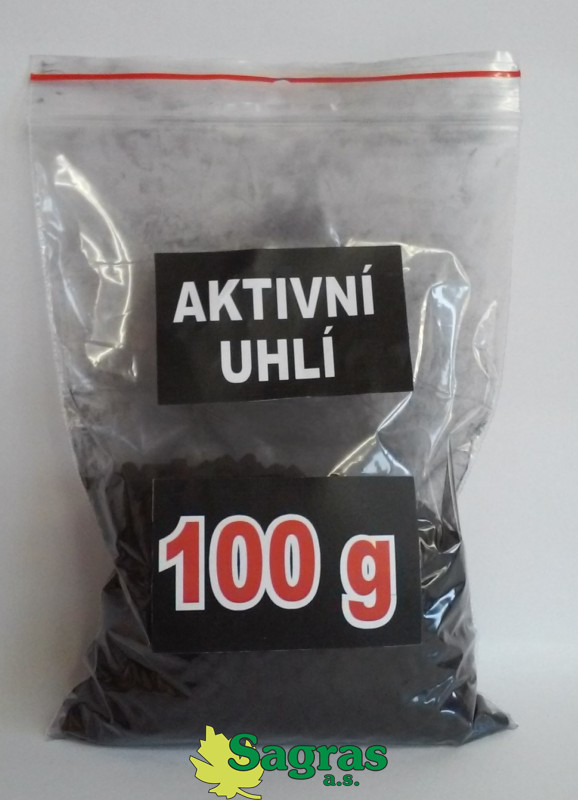 AKTIVNÍ
UHLÍ
100 g
Sagras
a.s.